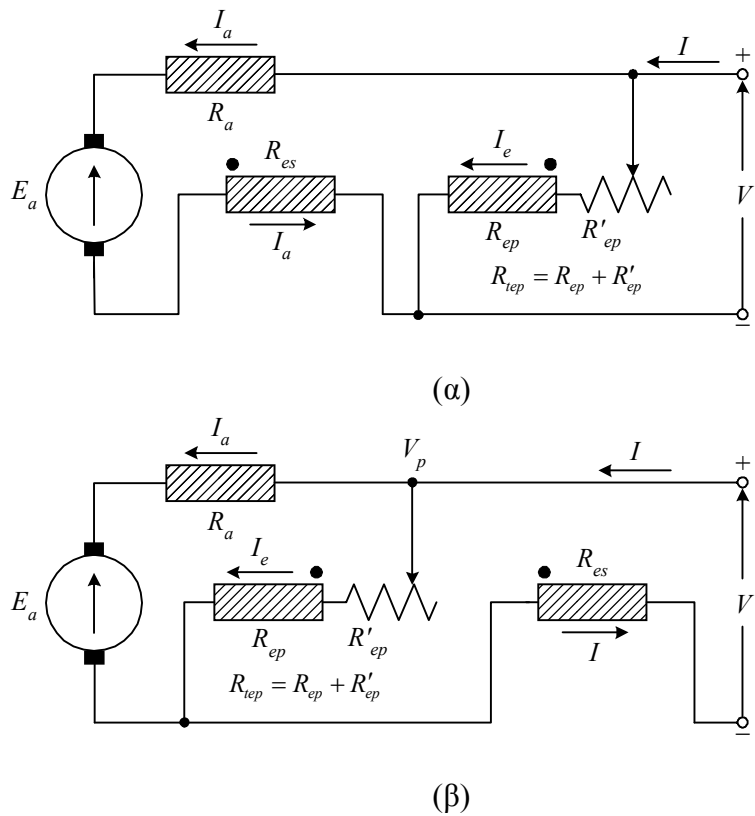 I_a
I
+
R_a
R_es
I_e
E_a
V
I_a
R_ep
R'_ep
R_tep = R_ep + R'_ep
−
(α)
I_a
V_p
I
+
R_a
I_e
R_es
E_a
V
R_ep
R'_ep
I
R_tep = R_ep + R'_ep
−
(β)